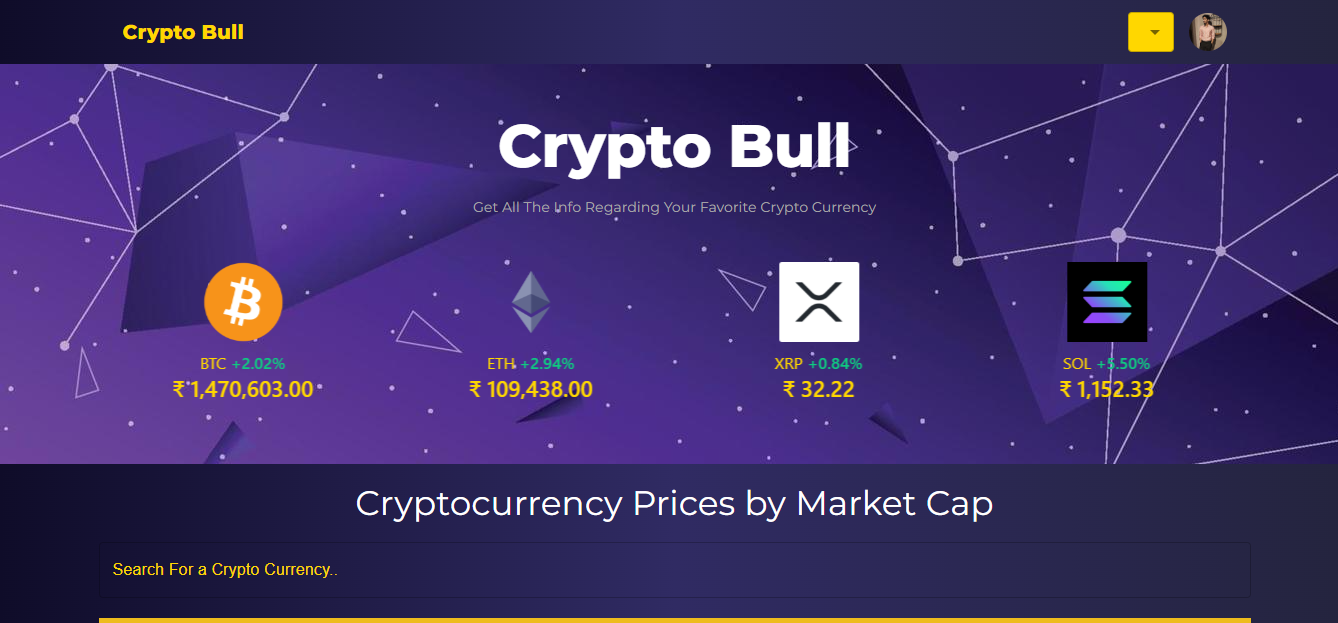 Crypto Bull
Crypto Bull
Get All The Info Regarding Your Favorite Crypto Currency
BTC +2.02%
₹ 1,470,603.00
ETH +2.94%
₹ 109,438.00
XRP +0.84%
₹ 32.22
SOL +5.50%
₹ 1,152.33
Cryptocurrency Prices by Market Cap
Search For a Crypto Currency..